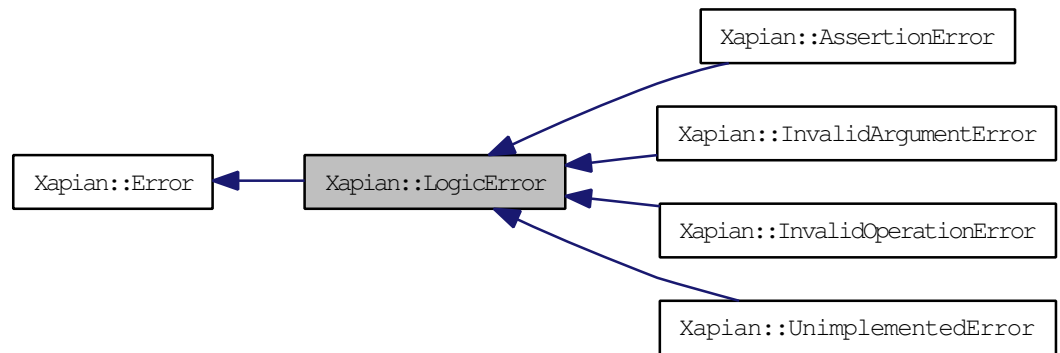 Xapian::AssertionError
Xapian::InvalidArgumentError
Xapian::Error
Xapian::LogicError
Xapian::InvalidOperationError
Xapian::UnimplementedError